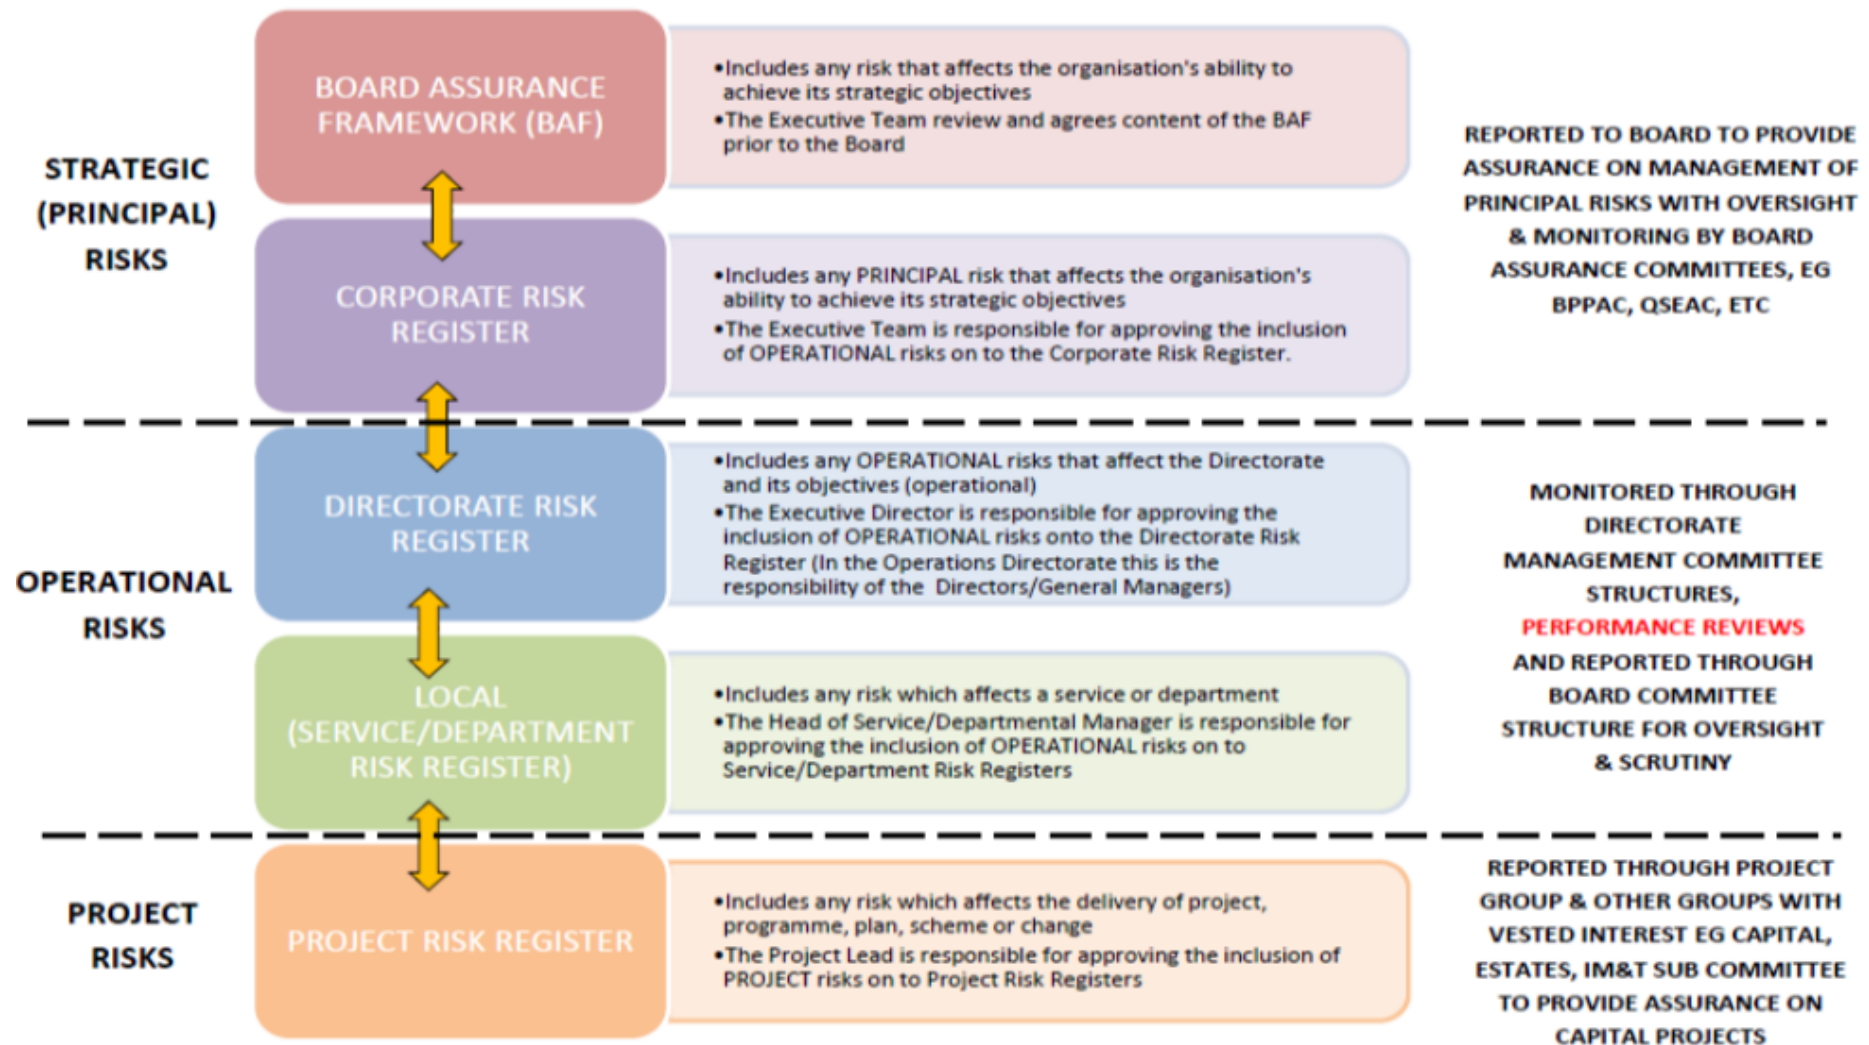 STRATEGIC
(PRINCIPAL)
RISKS
BOARD ASSURANCE
FRAMEWORK (BAF)
•Includes any risk that affects the organisation's ability to
achieve its strategic objectives
•The Executive Team review and agrees content of the BAF
prior to the Board
CORPORATE RISK
REGISTER
•Includes any PRINCIPAL risk that affects the organisation's
ability to achieve its strategic objectives
•The Executive Team is responsible for approving the inclusion
of OPERATIONAL risks on to the Corporate Risk Register.
REPORTED TO BOARD TO PROVIDE
ASSURANCE ON MANAGEMENT OF
PRINCIPAL RISKS WITH OVERSIGHT
& MONITORING BY BOARD
ASSURANCE COMMITTEES, EG
BPPAC, QSEAC, ETC
OPERATIONAL
RISKS
DIRECTORATE RISK
REGISTER
•Includes any OPERATIONAL risks that affect the Directorate
and its objectives (operational)
•The Executive Director is responsible for approving the
inclusion of OPERATIONAL risks onto the Directorate Risk
Register (In the Operations Directorate this is the
responsibility of the Directors/General Managers)
LOCAL
(SERVICE/DEPARTMENT
RISK REGISTER)
•Includes any risk which affects a service or department
•The Head of Service/Departmental Manager is responsible for
approving the inclusion of OPERATIONAL risks on to
Service/Department Risk Registers
MONITORED THROUGH
DIRECTORATE
MANAGEMENT COMMITTEE
STRUCTURES,
PERFORMANCE REVIEWS
AND REPORTED THROUGH
BOARD COMMITTEE
STRUCTURE FOR OVERSIGHT
& SCRUTINY
PROJECT
RISKS
PROJECT RISK REGISTER
•Includes any risk which affects the delivery of project,
programme, plan, scheme or change
•The Project Lead is responsible for approving the inclusion of
PROJECT risks on to Project Risk Registers
REPORTED THROUGH PROJECT
GROUP & OTHER GROUPS WITH
VESTED INTEREST EG CAPITAL,
ESTATES, IM&T SUB COMMITTEE
TO PROVIDE ASSURANCE ON
CAPITAL PROJECTS